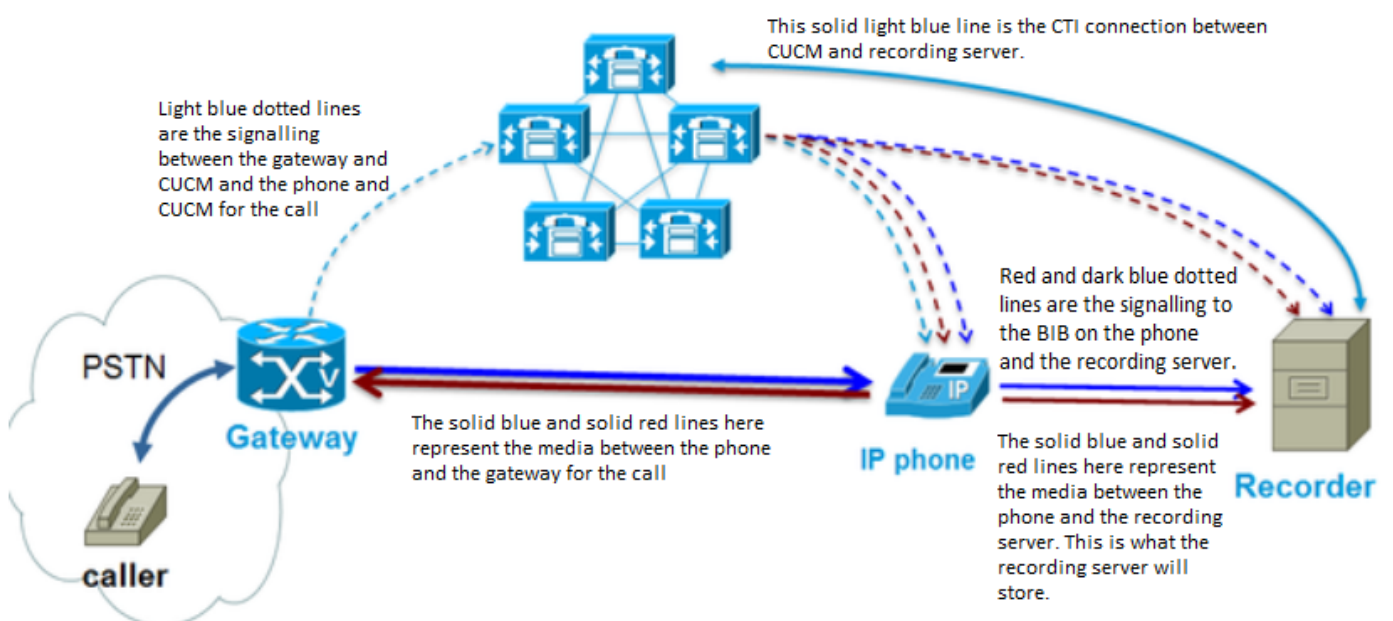 This solid light blue line is the CTI connection between
CUCM and recording server.
Light blue dotted lines
are the signalling
between the gateway and
CUCM and the phone and
CUCM for the call
Red and dark blue dotted
lines are the signalling to
the BIB on the phone
and the recording server.
PSTN
V
IP
Gateway
The solid blue and solid red lines here
represent the media between the phone
and the gateway for the call
IP phone
The solid blue and solid
red lines here represent
the media between the
phone and the recording
server. This is what the
recording server will
store.
Recorder
caller